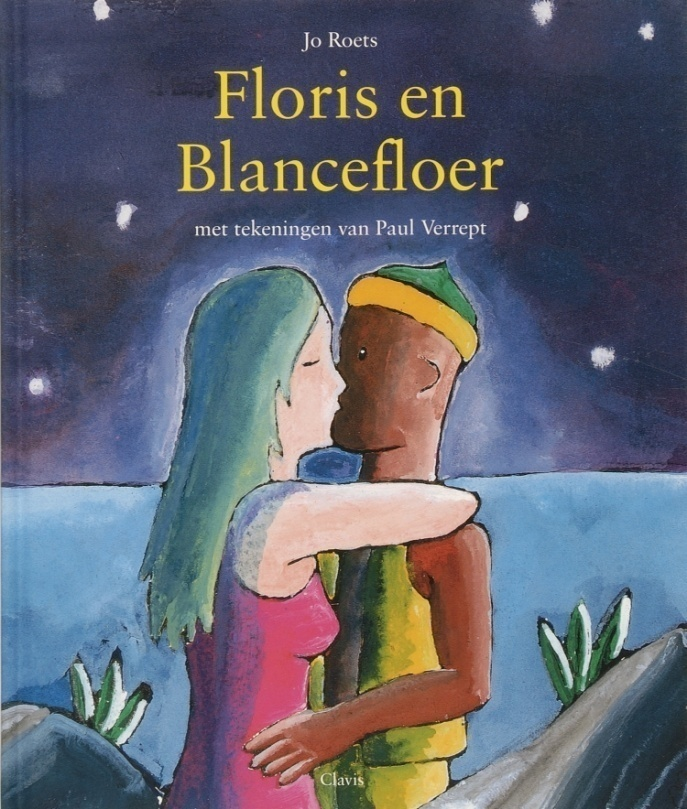 Jo Roets
Floris en
Blancefloer
met tekeningen van Paul Verrept
Clavis